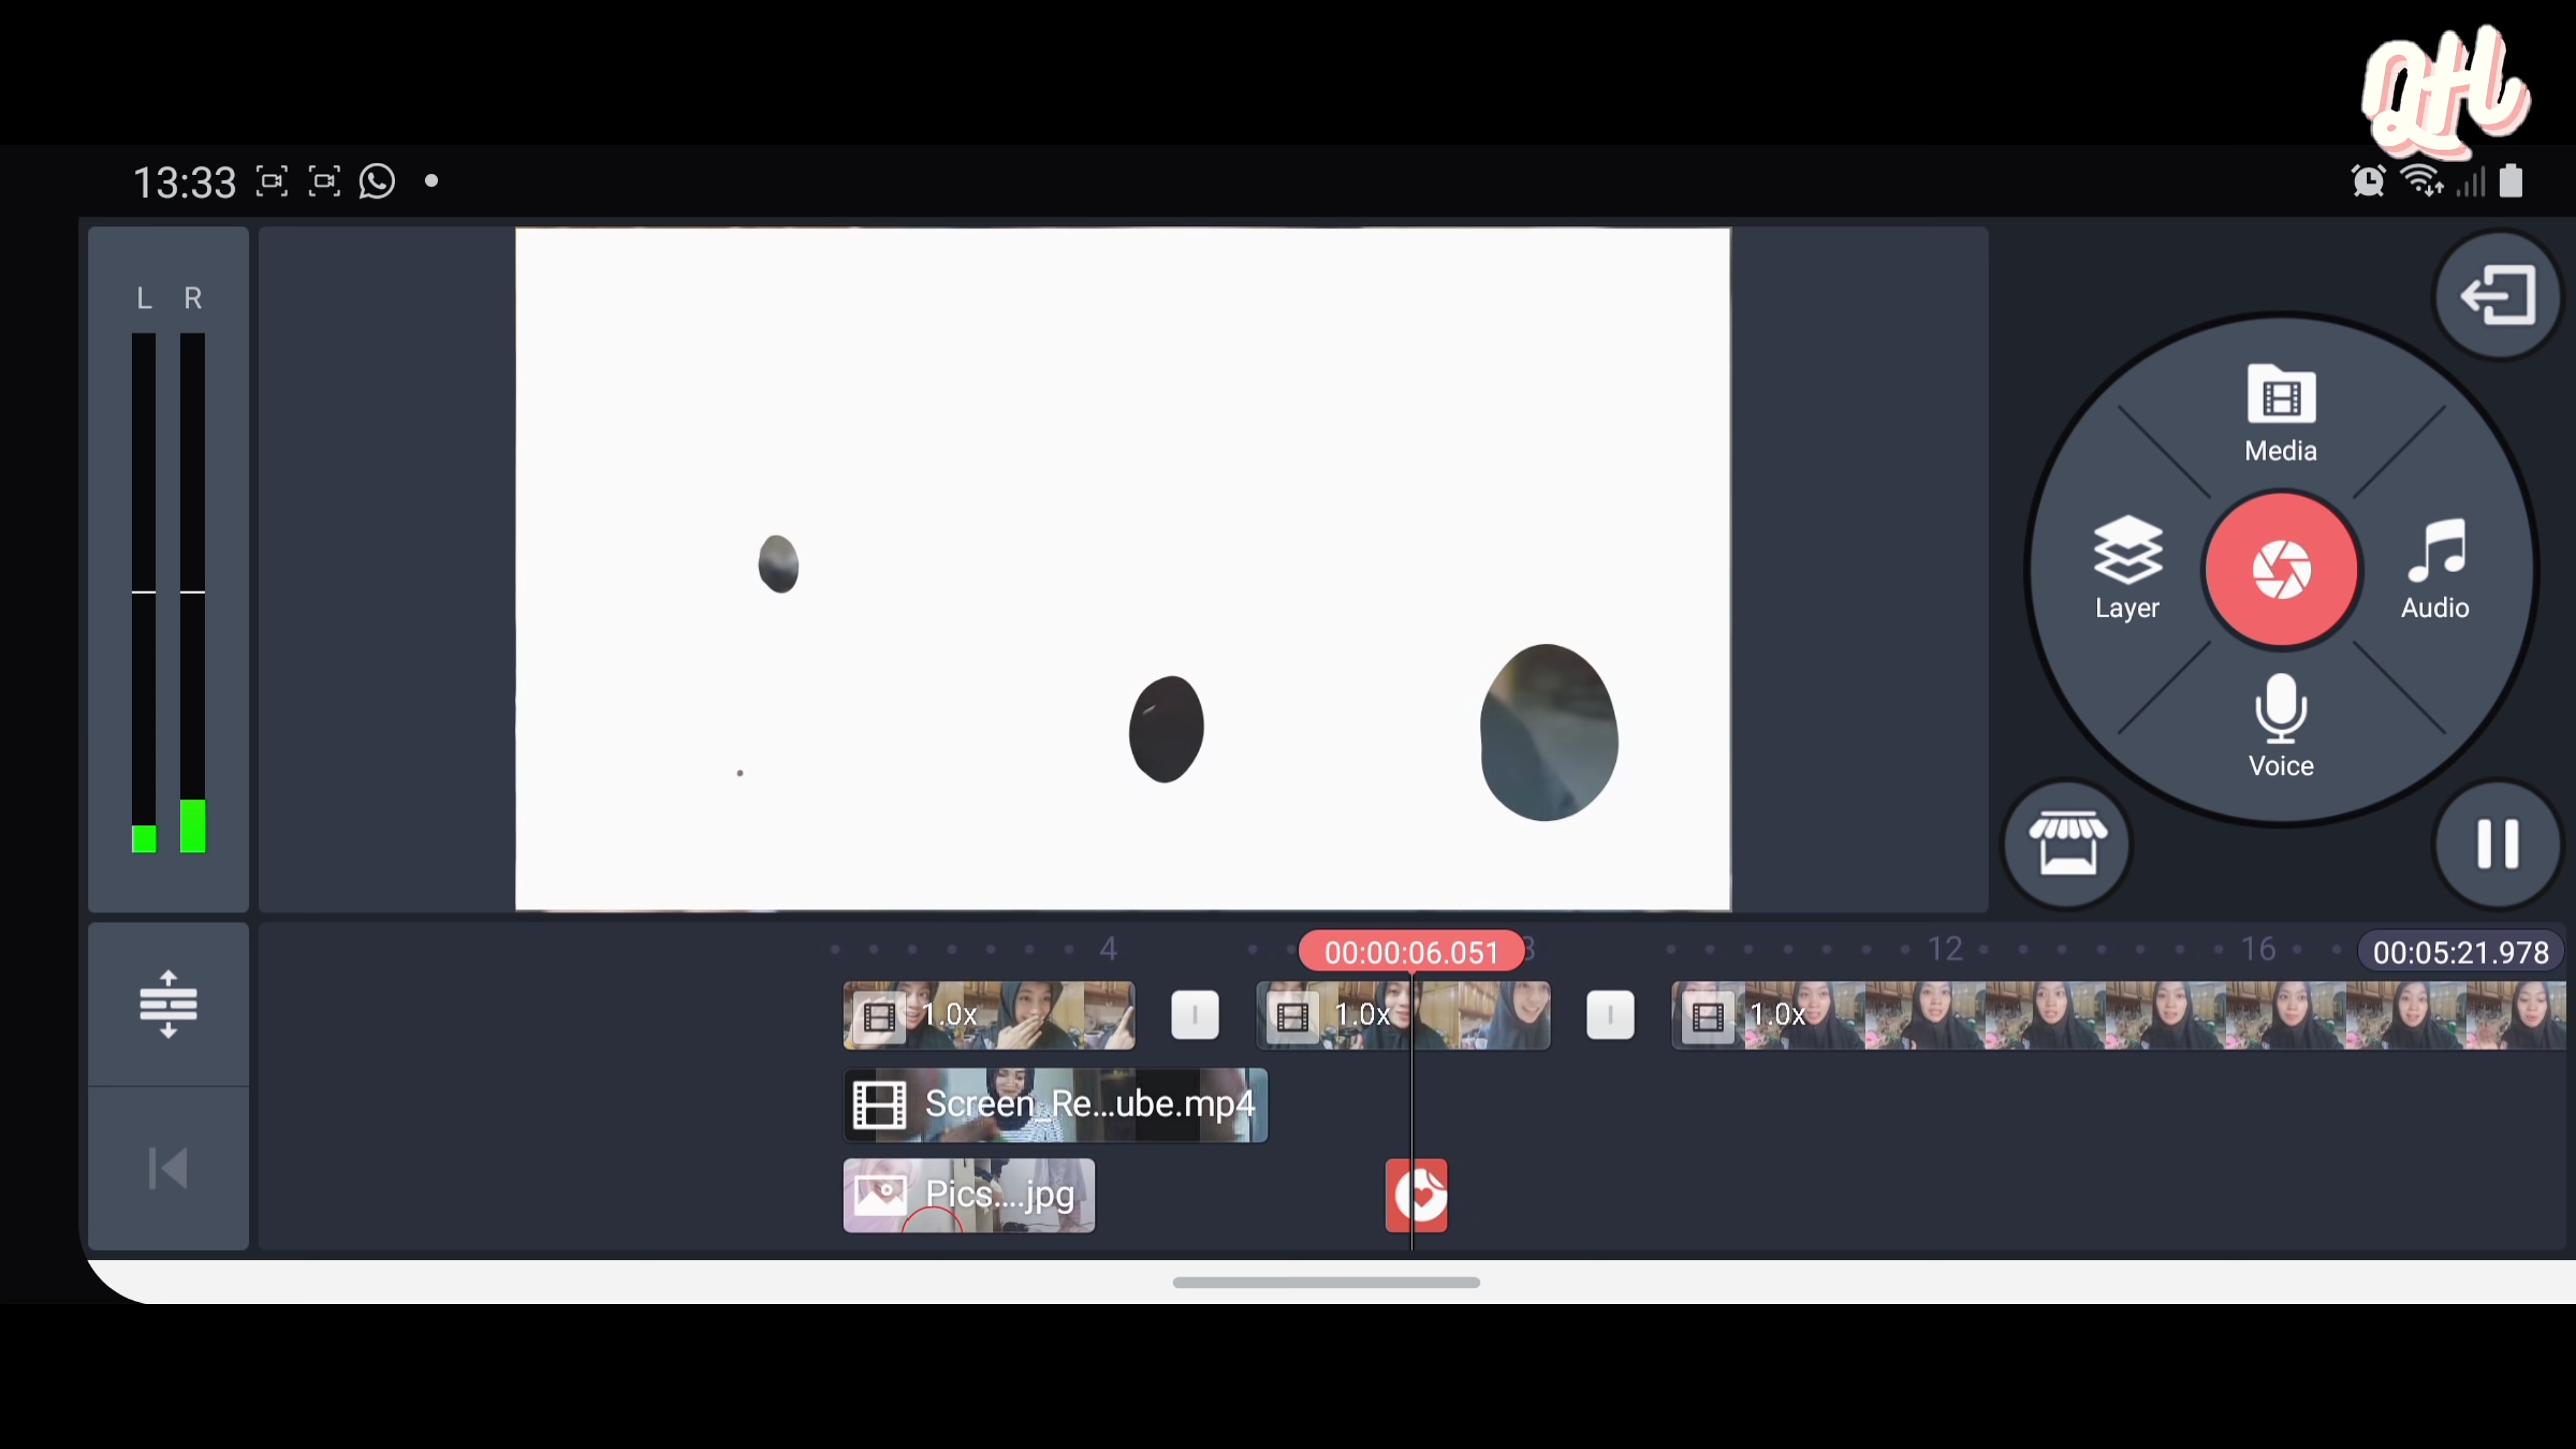 QHL
13:33
L R
Media
Layer
Audio
Voice
4
00:00:06.051
8
12
16
00:05:21.978
1.0x
1.0x
1.0x
Screen_Re...ube.mp4
Pics....jpg